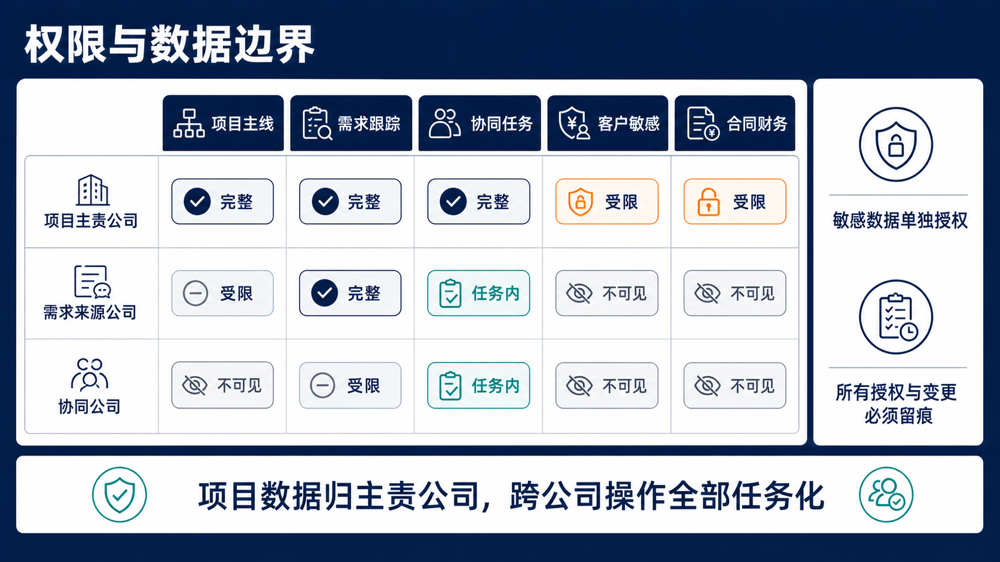 权限与数据边界
项目主线
需求跟踪
协同任务
客户敏感
合同财务
项目主责公司
完整
完整
完整
受限
受限
需求来源公司
受限
完整
任务内
不可见
不可见
协同公司
不可见
受限
任务内
不可见
不可见
敏感数据单独授权
所有授权与变更
必须留痕
项目数据归主责公司，跨公司操作全部任务化